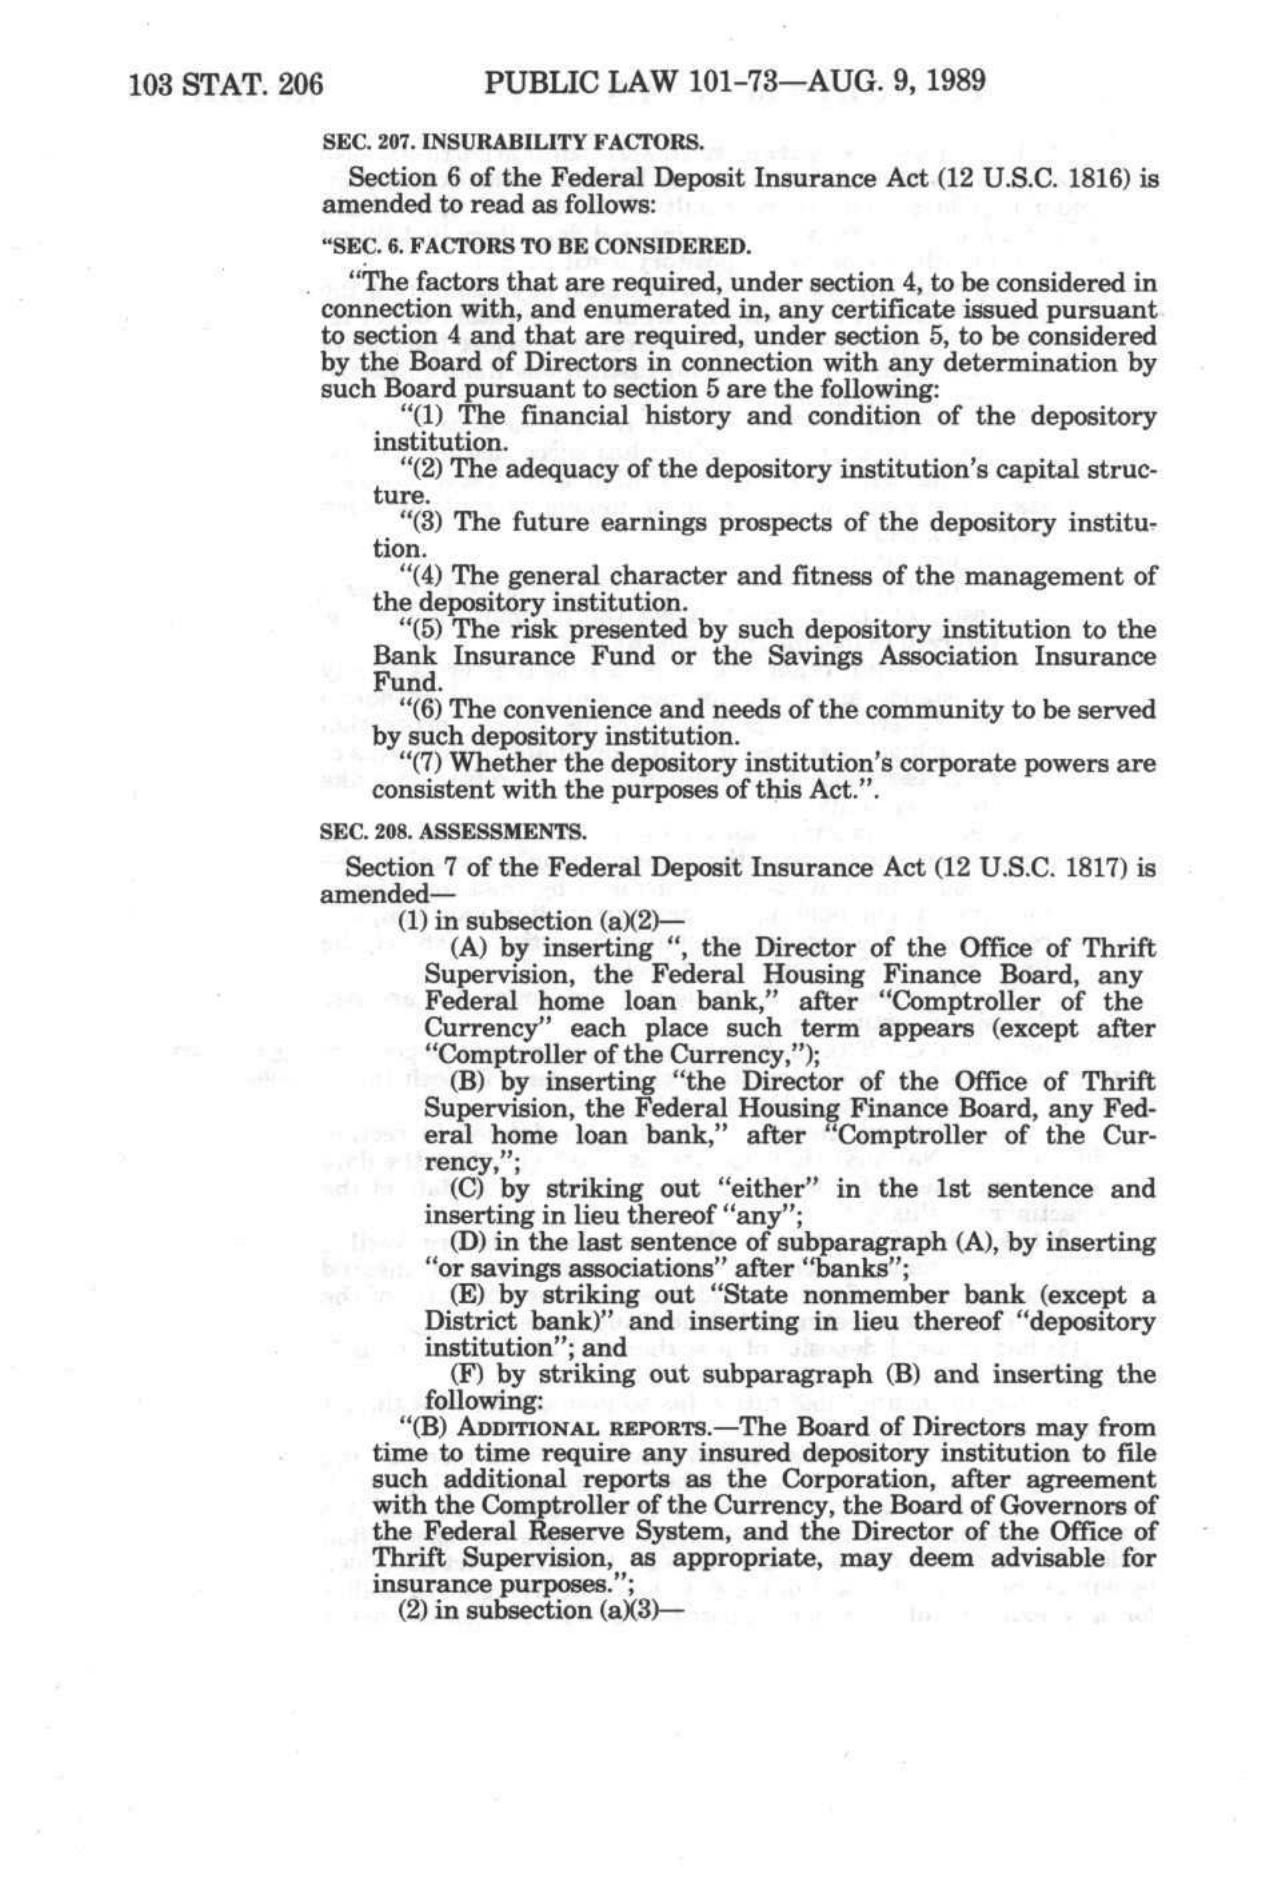 103 STAT. 206 PUBLIC LAW 101-73—AUG. 9, 1989
SEC. 207. INSURABILITY FACTORS.
Section 6 of the Federal Deposit Insurance Act (12 U.S.C. 1816) is
amended to read as follows:
“SEC. 6. FACTORS TO BE CONSIDERED.
“The factors that are required, under section 4, to be considered in
connection with, and enumerated in, any certificate issued pursuant
to section 4 and that are required, under section 5, to be considered
by the Board of Directors in connection with any determination by
such Board pursuant to section 5 are the following:
“(1) The financial history and condition of the depository
institution.
“(2) The adequacy of the depository institution’s capital struc-
ture.
“(3) The future earnings prospects of the depository institu-
tion.
“(4) The general character and fitness of the management of
the depository institution.
“(5) The risk presented by such depository institution to the
Bank Insurance Fund or the Savings Association Insurance
Fund.
“(6) The convenience and needs of the community to be served
by such depository institution.
“(7) Whether the depository institution’s corporate powers are
consistent with the purposes of this Act.”.
SEC. 208. ASSESSMENTS.
Section 7 of the Federal Deposit Insurance Act (12 U.S.C. 1817) is
amended—
(1) in subsection (a)(2)—
(A) by inserting “, the Director of the Office of Thrift
Supervision, the Federal Housing Finance Board, any
Federal home loan bank,” after “Comptroller of the
Currency” each place such term appears (except after
“Comptroller of the Currency,”);
(B) by inserting “the Director of the Office of Thrift
Supervision, the Federal Housing Finance Board, any Fed-
eral home loan bank,” after “Comptroller of the Cur-
rency,”;
(C) by striking out “either” in the 1st sentence and
inserting in lieu thereof “any”;
(D) in the last sentence of subparagraph (A), by inserting
“or savings associations” after “banks”;
(E) by striking out “State nonmember bank (except a
District bank)” and inserting in lieu thereof “depository
institution”; and
(F) by striking out subparagraph (B) and inserting the
following:
“(B) ADDITIONAL REPORTS.—The Board of Directors may from
time to time require any insured depository institution to file
such additional reports as the Corporation, after agreement
with the Comptroller of the Currency, the Board of Governors of
the Federal Reserve System, and the Director of the Office of
Thrift Supervision, as appropriate, may deem advisable for
insurance purposes.”;
(2) in subsection (a)(3)—